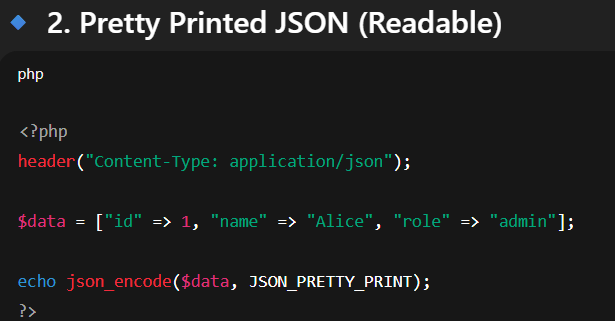 2. Pretty Printed JSON (Readable)
php
<?php
header("Content-Type: application/json");
$data = ["id" => 1, "name" => "Alice", "role" => "admin"];
echo json_encode($data, JSON_PRETTY_PRINT);
?>